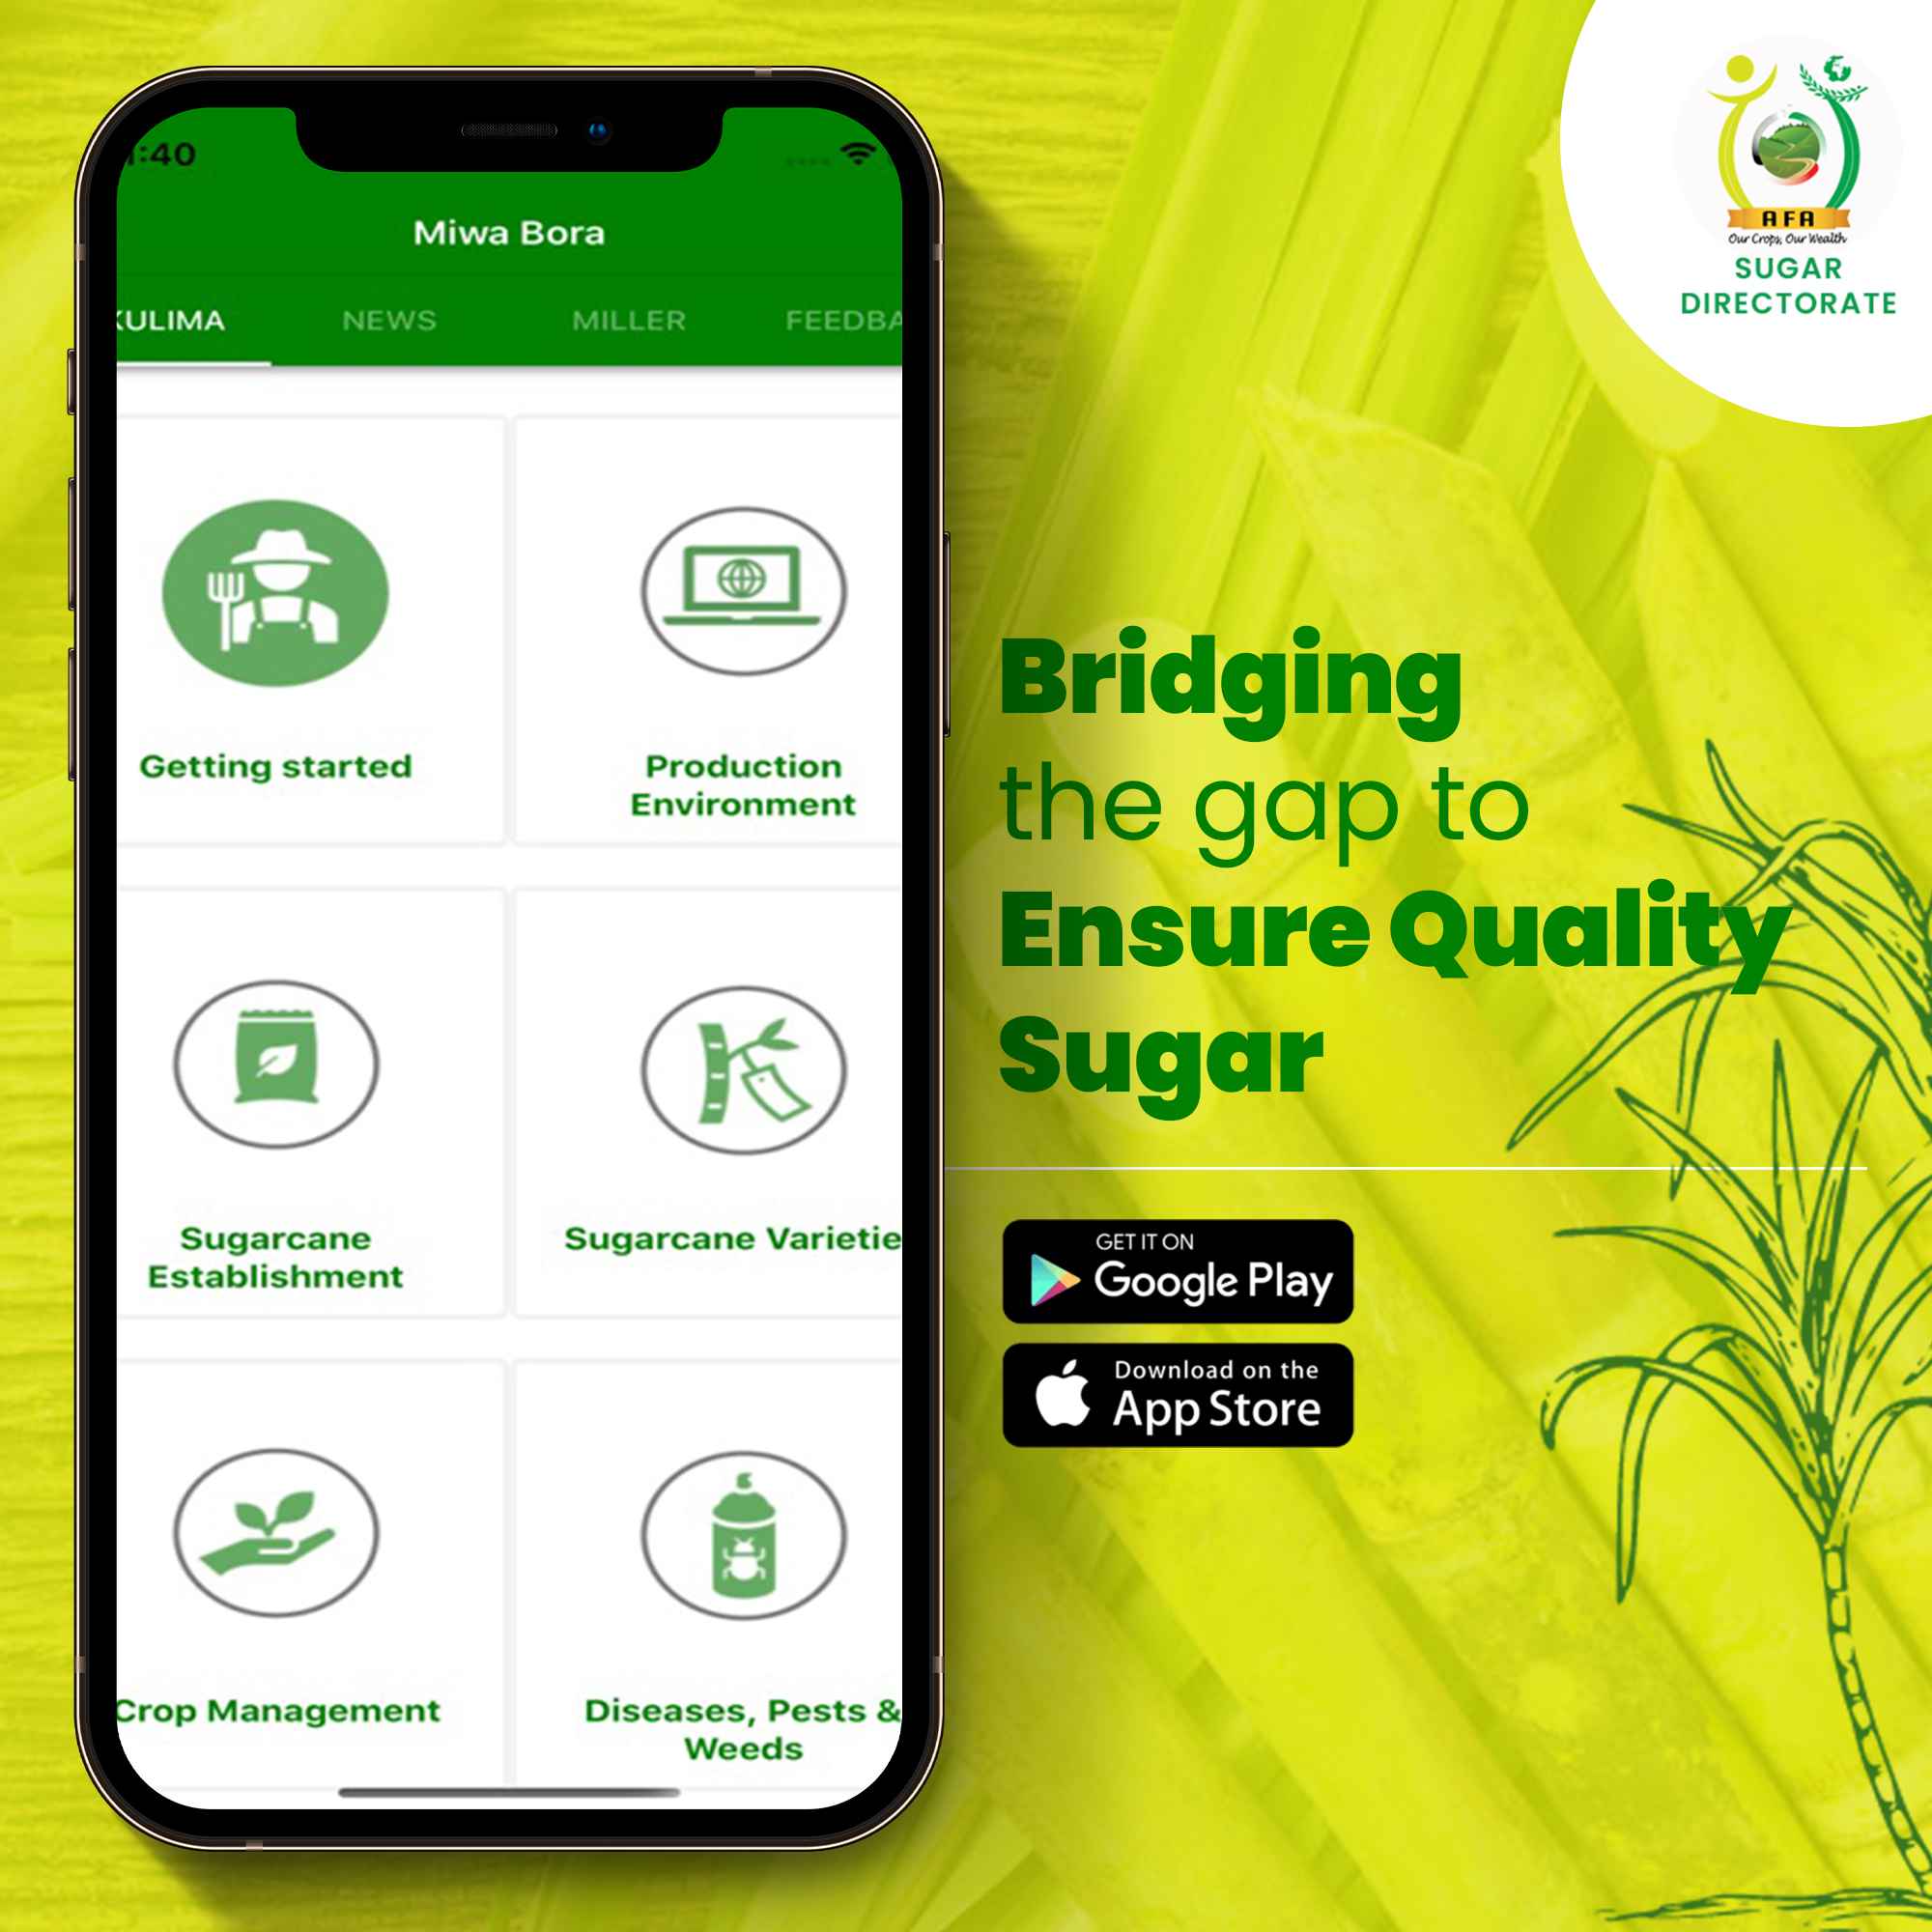 :40
Miwa Bora
KULIMA NEWS MILLER FEEDBA
Getting started
Production
Environment
Sugarcane
Establishment
Sugarcane Varietie
Crop Management
Diseases, Pests &
Weeds
AFA
Our Crops, Our Wealth
SUGAR
DIRECTORATE
Bridging
the gap to
Ensure Quality
Sugar
GET IT ON
Google Play
Download on the
App Store